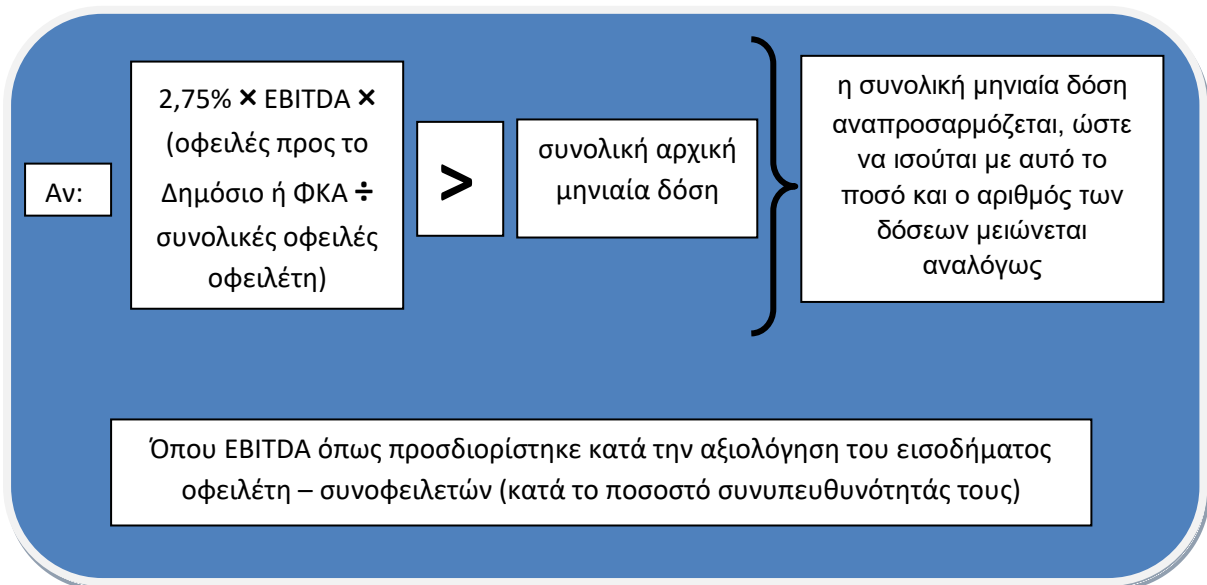 Αν:
2,75% × EBITDA ×
(οφειλές προς το
Δημόσιο ή ΦΚΑ ÷
συνολικές οφειλές
οφειλέτη)
>
συνολική αρχική
μηνιαία δόση
η συνολική μηνιαία δόση
αναπροσαρμόζεται, ώστε
να ισούται με αυτό το
ποσό και ο αριθμός των
δόσεων μειώνεται
αναλόγως
Όπου EBITDA όπως προσδιορίστηκε κατά την αξιολόγηση του εισοδήματος
οφειλέτη – συνοφειλετών (κατά το ποσοστό συνυπευθυνότητάς τους)